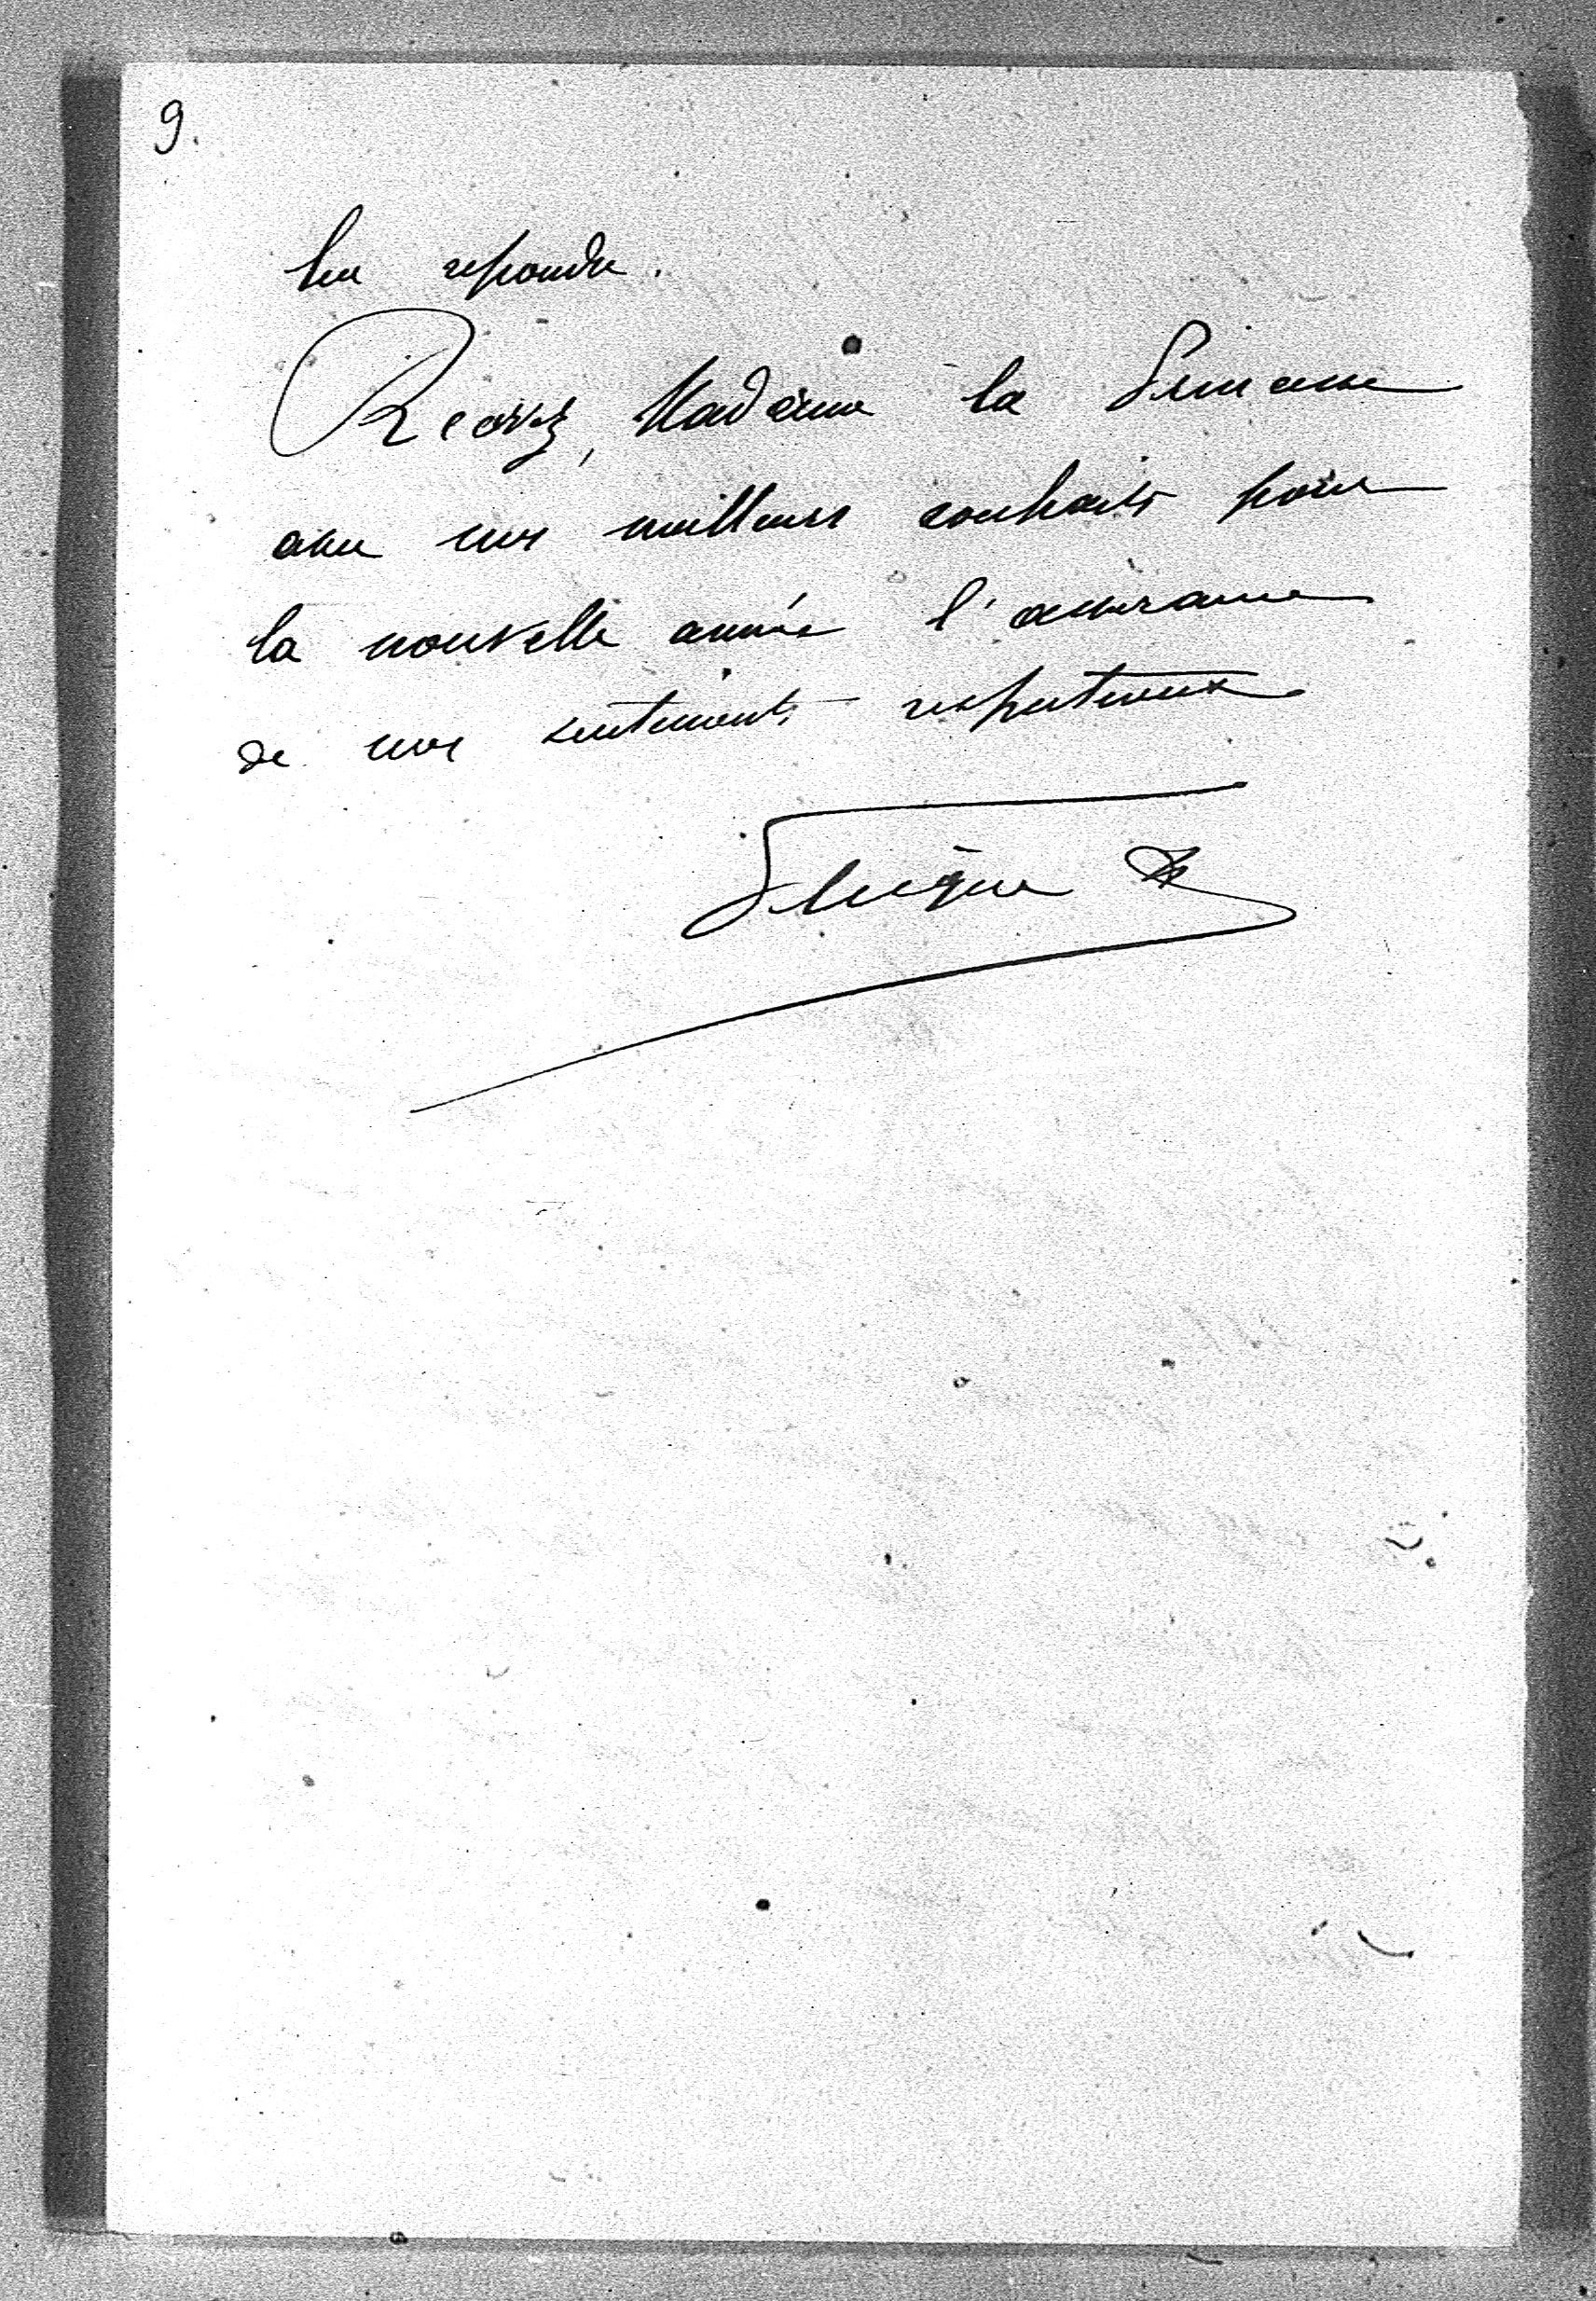 9.
lui repondre.
Recevez, Madame la Princesse
avec mes meilleurs souhaits pour
la nouvelle année l'assurance
de mes sentiments respectueux